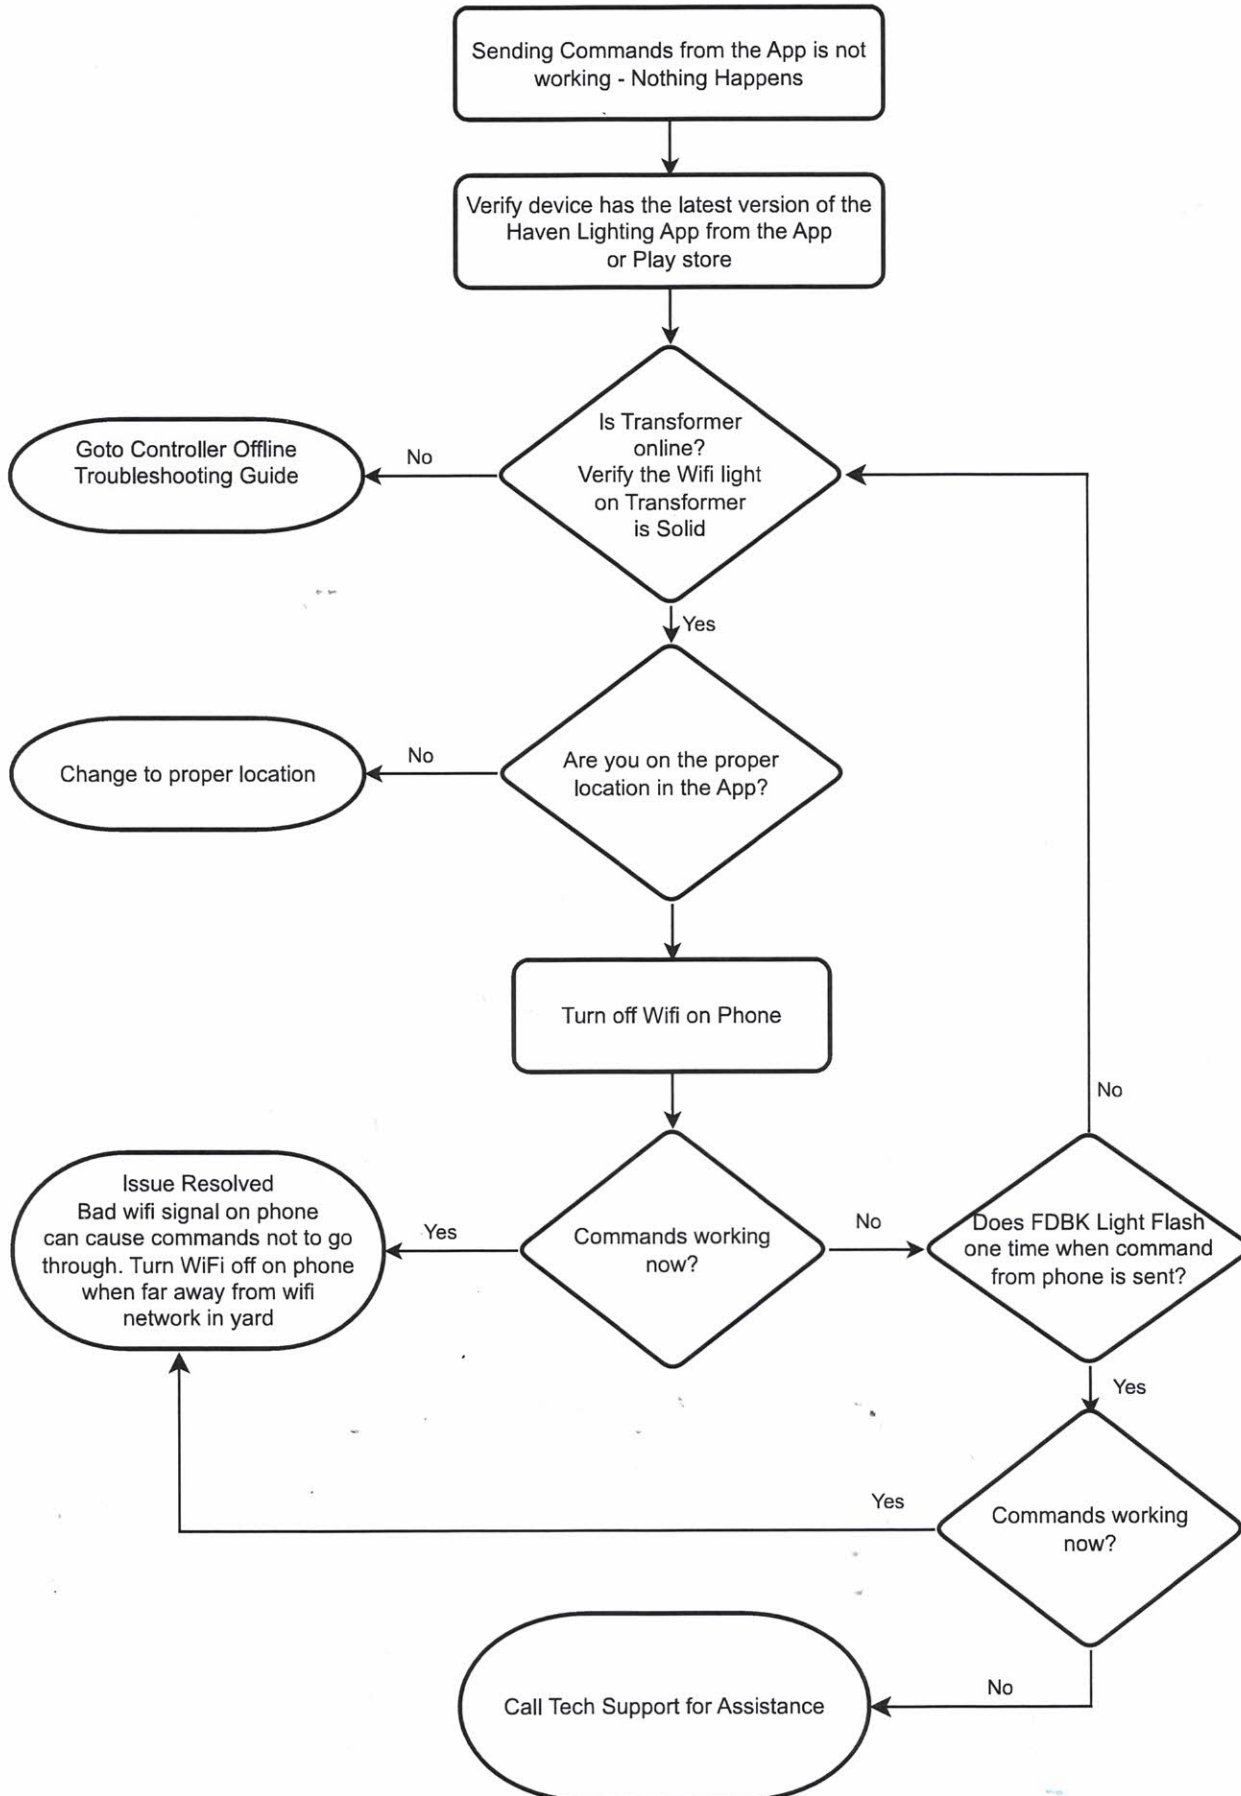 Sending Commands from the App is not
working - Nothing Happens
Verify device has the latest version of the
Haven Lighting App from the App
or Play store
Is Transformer
online?
Verify the Wifi light
on Transformer
is Solid
No
Goto Controller Offline
Troubleshooting Guide
Yes
Are you on the proper
location in the App?
No
Change to proper location
Turn off Wifi on Phone
No
Issue Resolved
Bad wifi signal on phone
can cause commands not to go
through. Turn WiFi off on phone
when far away from wifi
network in yard
Yes
Commands working
now?
No
Does FDBK Light Flash
one time when command
from phone is sent?
Yes
Yes
Commands working
now?
No
Call Tech Support for Assistance